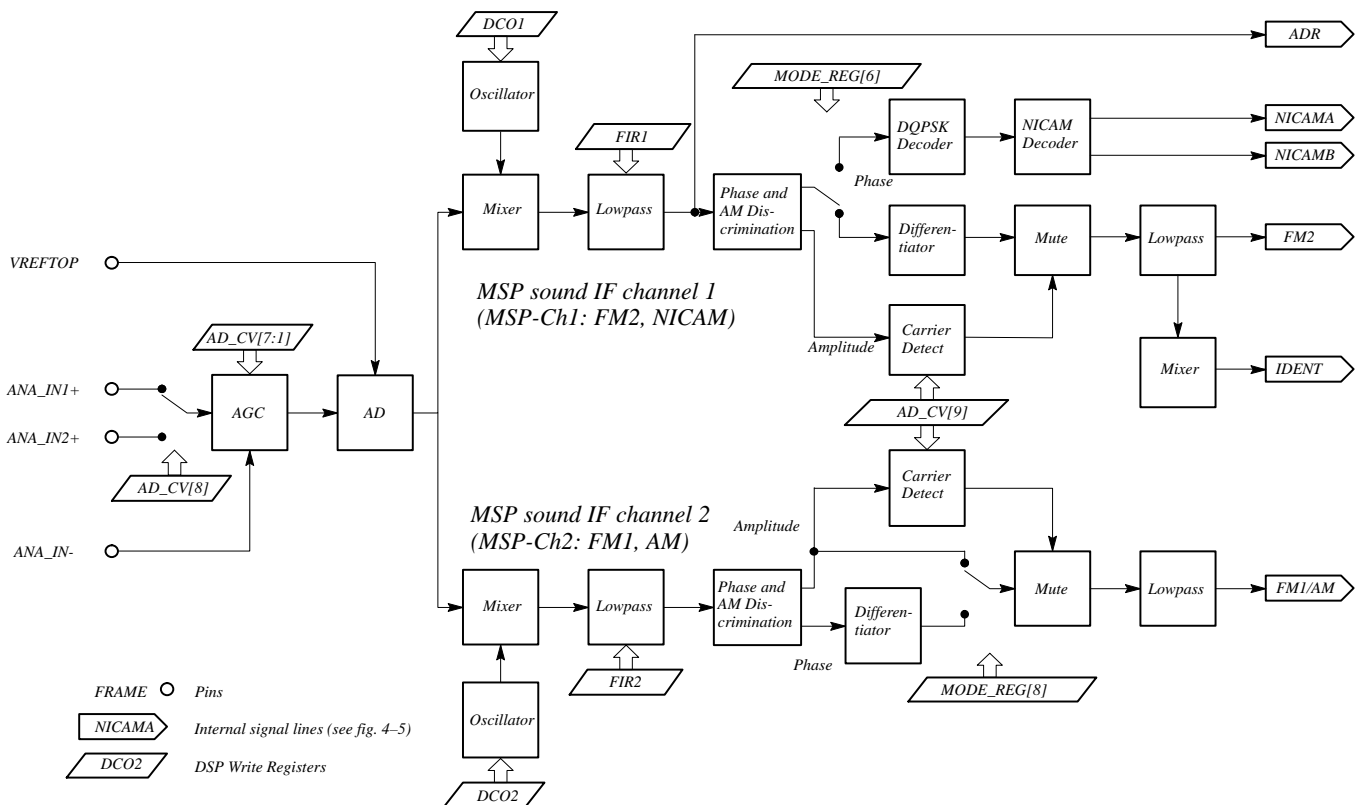 DCO1
ADR
Oscillator
MODE_REG[6]
FIR1
DQPSK
Decoder
NICAM
Decoder
NICAMA
NICAMB
Phase
Mixer
Lowpass
Phase and
AM Dis-
crimination
Differen-
tiator
Mute
Lowpass
FM2
VREFTOP
MSP sound IF channel 1
(MSP-Ch1: FM2, NICAM)
AD_CV[7:1]
Amplitude
Carrier
Detect
Mixer
IDENT
ANA_IN1+
AGC
AD
AD_CV[9]
ANA_IN2+
AD_CV[8]
Carrier
Detect
MSP sound IF channel 2
(MSP-Ch2: FM1, AM)
Amplitude
ANA_IN-
Mixer
Lowpass
Phase and
AM Dis-
crimination
Differen-
tiator
Mute
Lowpass
FM1/AM
Phase
FIR2
MODE_REG[8]
FRAME
Pins
Oscillator
NICAMA
Internal signal lines (see fig. 4–5)
DCO2
DSP Write Registers
DCO2